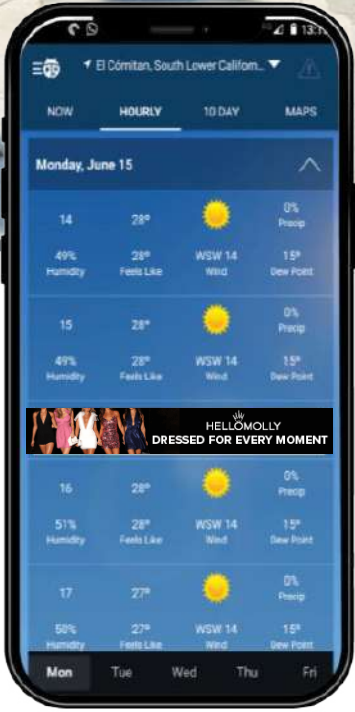 13:1
El Cómitan, South Lower Californ...
NOW HOURLY 10 DAY MAPS
Monday, June 15
14 28° 0%
Precip
49% 28° WSW 14 15°
Humidity Feels Like Wind Dew Point
15 28° 0%
Precip
49% 28° WSW 14 15°
Humidity Feels Like Wind Dew Point
HELLOMOLLY
DRESSED FOR EVERY MOMENT
16 28° 0%
Precip
51% 28° WSW 14 15°
Humidity Feels Like Wind Dew Point
17 27° 0%
Precip
50% 27° WSW 14 15°
Humidity Feels Like Wind Dew Point
Mon Tue Wed Thu Fri